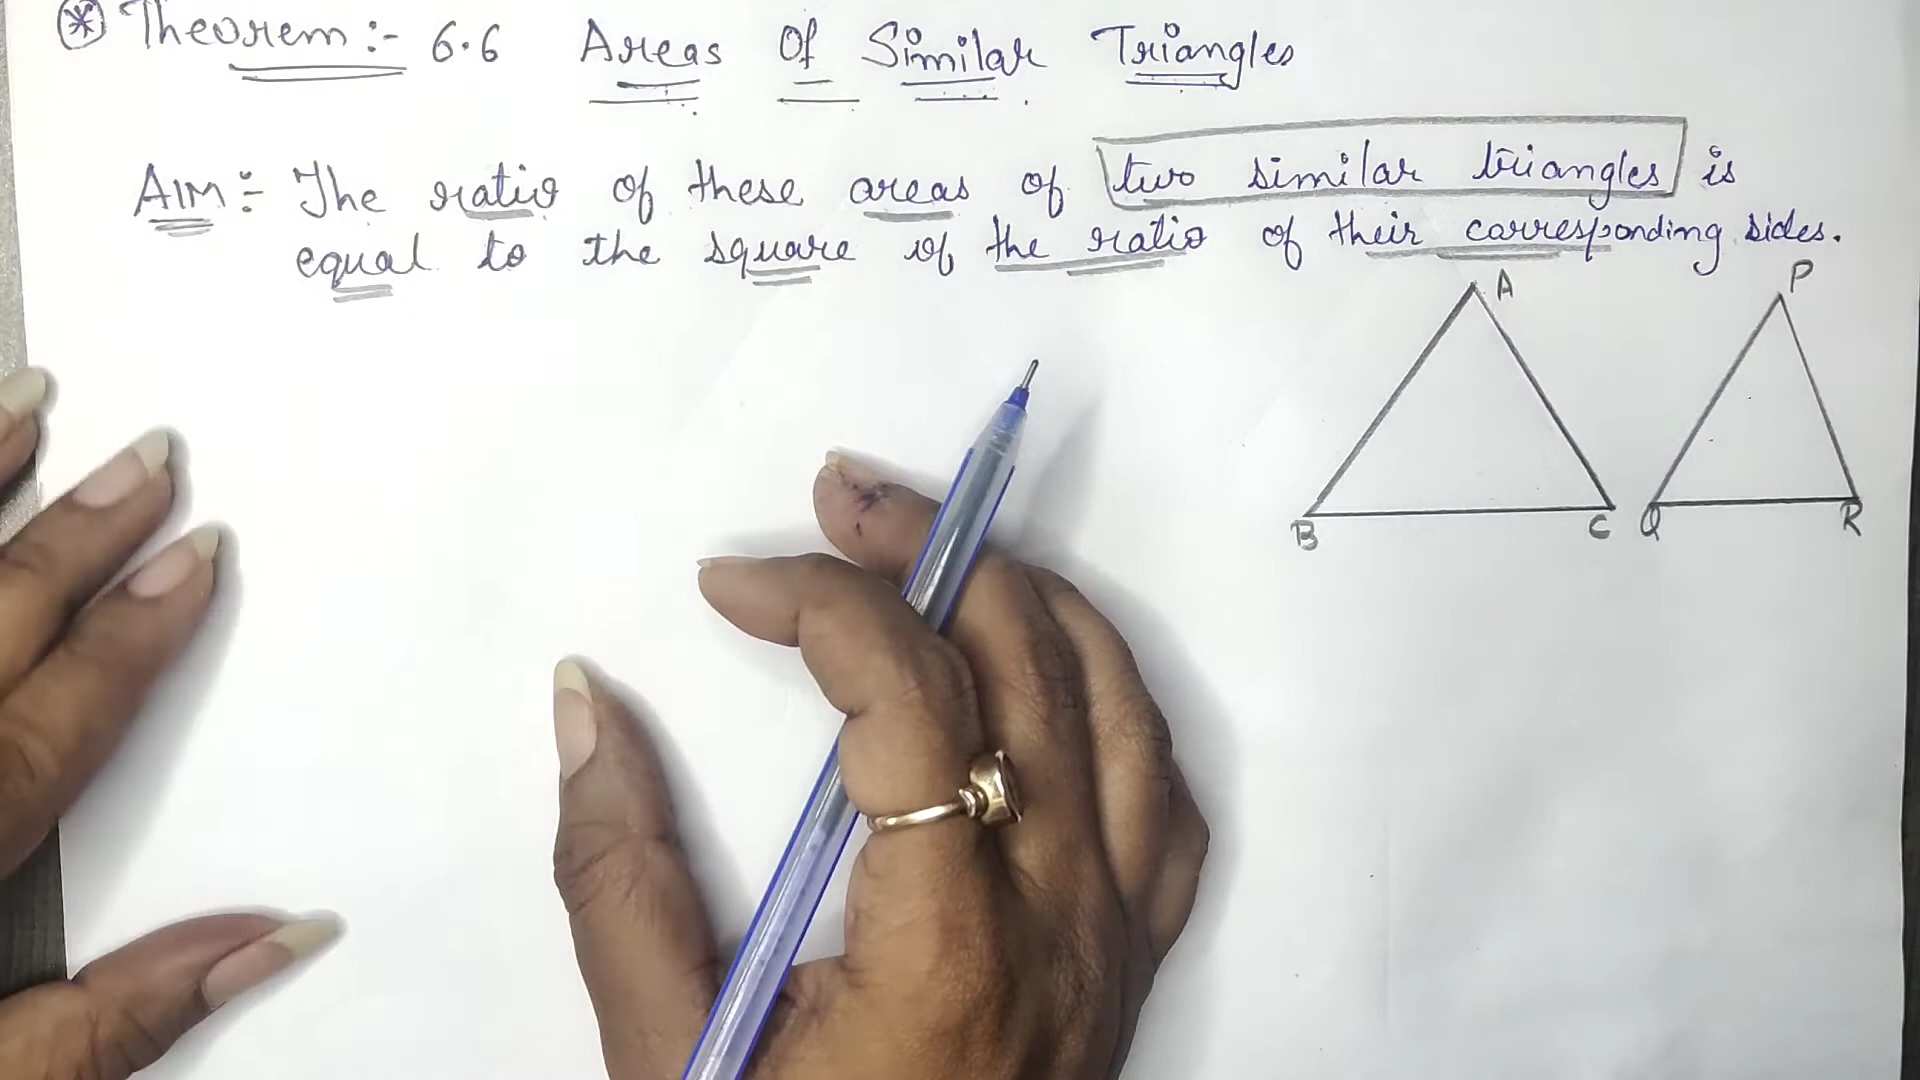 * Theorem :- 6.6 Areas Of Similar Triangles
AIM :- The ratio of these areas of two similar triangles is
equal to the square of the ratio of their corresponding sides.
A
P
B
C
Q
R